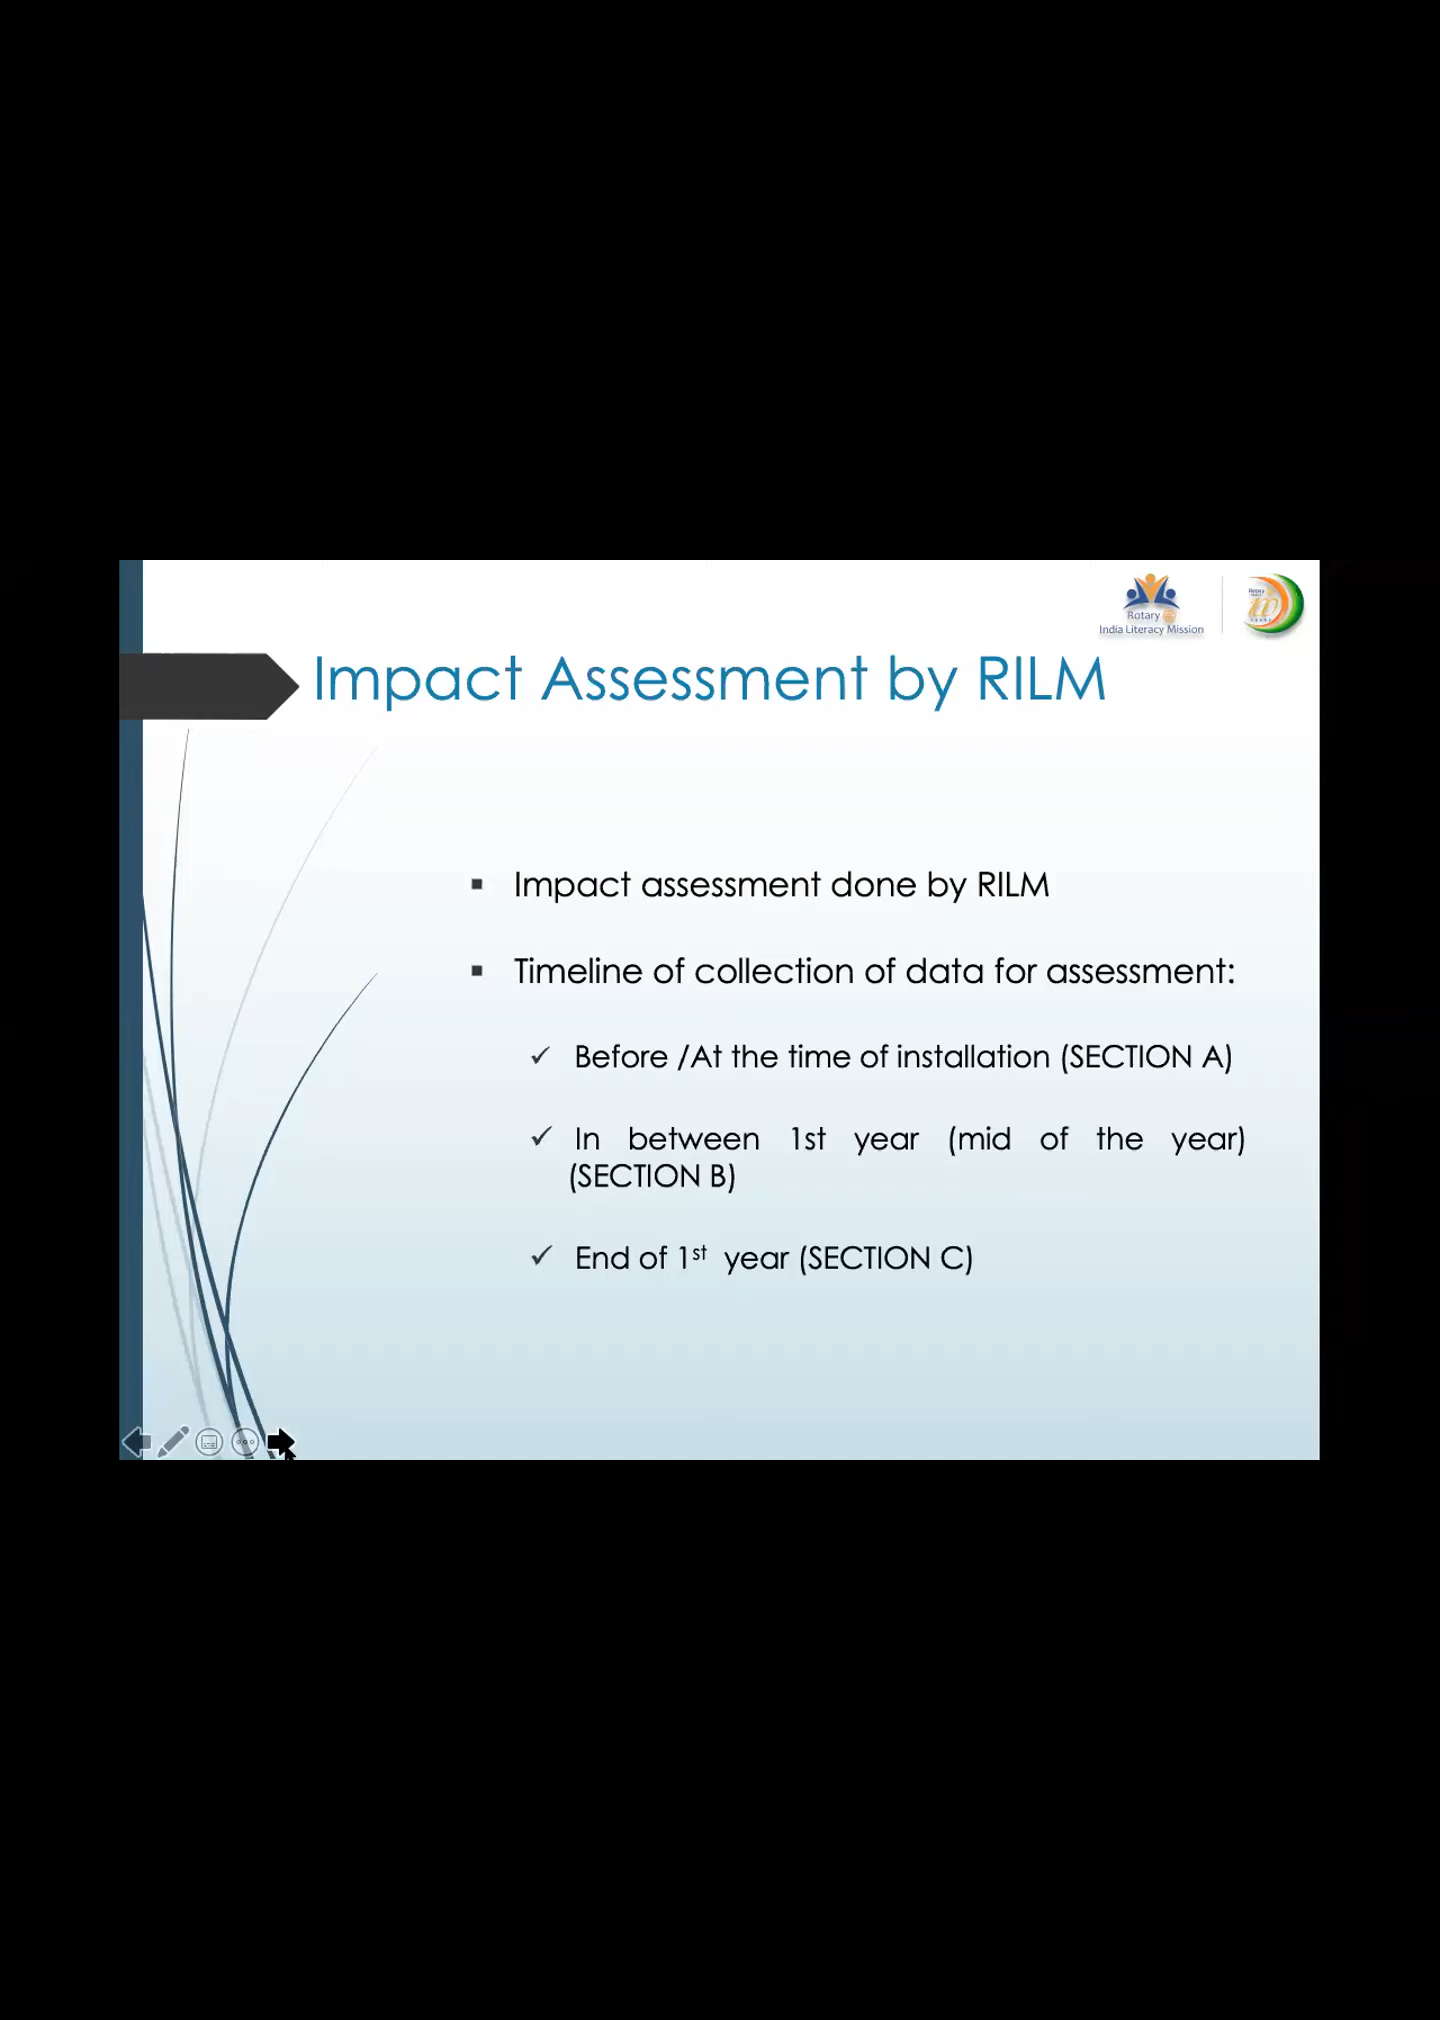 Rotary
India Literacy Mission
Rotary
100
Impact Assessment by RILM
▪ Impact assessment done by RILM
▪ Timeline of collection of data for assessment:
✓ Before /At the time of installation (SECTION A)
✓ In between 1st year (mid of the year)
(SECTION B)
✓ End of 1st year (SECTION C)